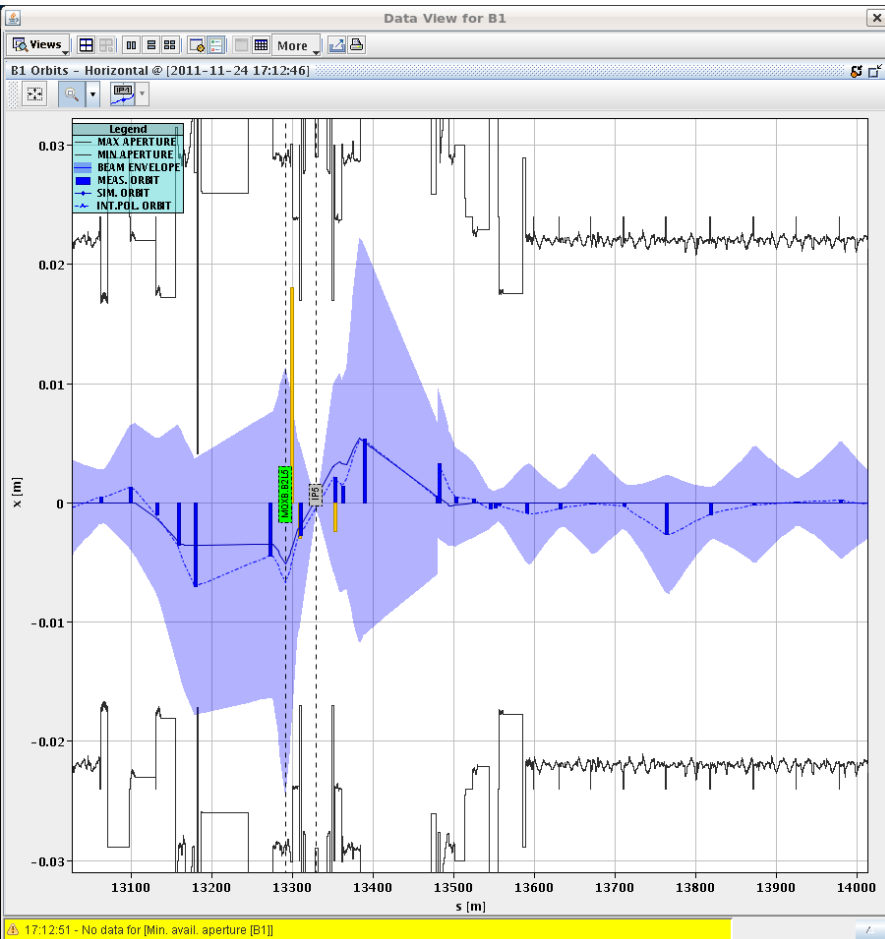 Data View for B1
Views More
B1 Orbits - Horizontal @ [2011-11-24 17:12:46]
IP4
Legend
MAX APERTURE
MIN APERTURE
BEAM ENVELOPE
MEAS. ORBIT
SIM. ORBIT
INT.POL. ORBIT
0.03
0.02
0.01
0
-0.01
-0.02
-0.03
x [m]
MQXB.B2L5
IP5
13100 13200 13300 13400 13500 13600 13700 13800 13900 14000
s [m]
17:12:51 - No data for [Min. avail. aperture [B1]]